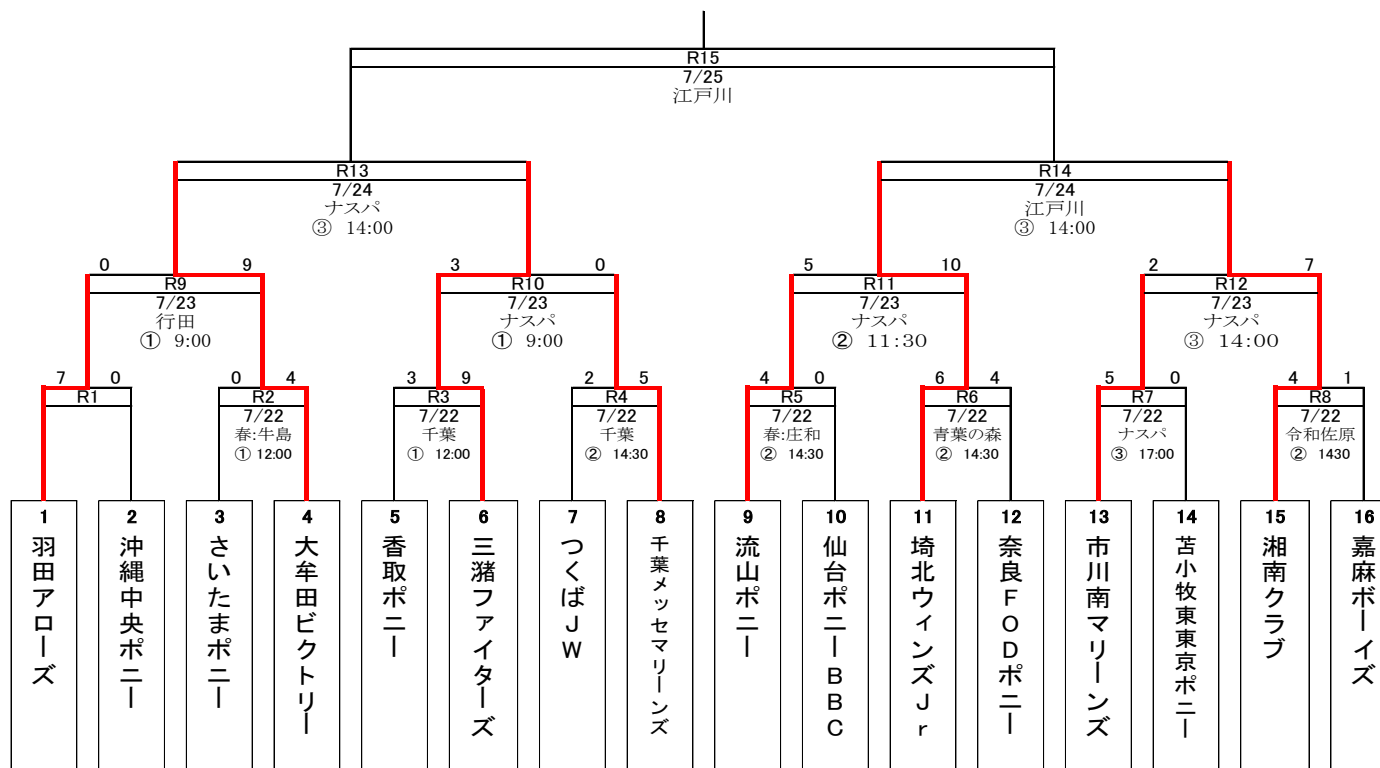 R15
7/25
江戸川
R13
7/24
ナスパ
③ 14:00
R14
7/24
江戸川
③ 14:00
0 9
R9
7/23
行田
① 9:00
3 0
R10
7/23
ナスパ
① 9:00
5 10
R11
7/23
ナスパ
② 11:30
2 7
R12
7/23
ナスパ
③ 14:00
7 0
R1
0 4
R2
7/22
春:牛島
① 12:00
3 9
R3
7/22
千葉
① 12:00
2 5
R4
7/22
千葉
② 14:30
4 0
R5
7/22
春:庄和
② 14:30
6 4
R6
7/22
青葉の森
② 14:30
5 0
R7
7/22
ナスパ
③ 17:00
4 1
R8
7/22
令和佐原
② 1430
1
羽田アローズ
2
沖縄中央ポニー
3
さいたまポニー
4
大牟田ビクトリー
5
香取ポニー
6
三潴ファイターズ
7
つくばJW
8
千葉メッセマリーンズ
9
流山ポニー
10
仙台ポニーBBC
11
埼北ウィンズJr
12
奈良FODポニー
13
市川南マリーンズ
14
苫小牧東東京ポニー
15
湘南クラブ
16
嘉麻ボーイズ